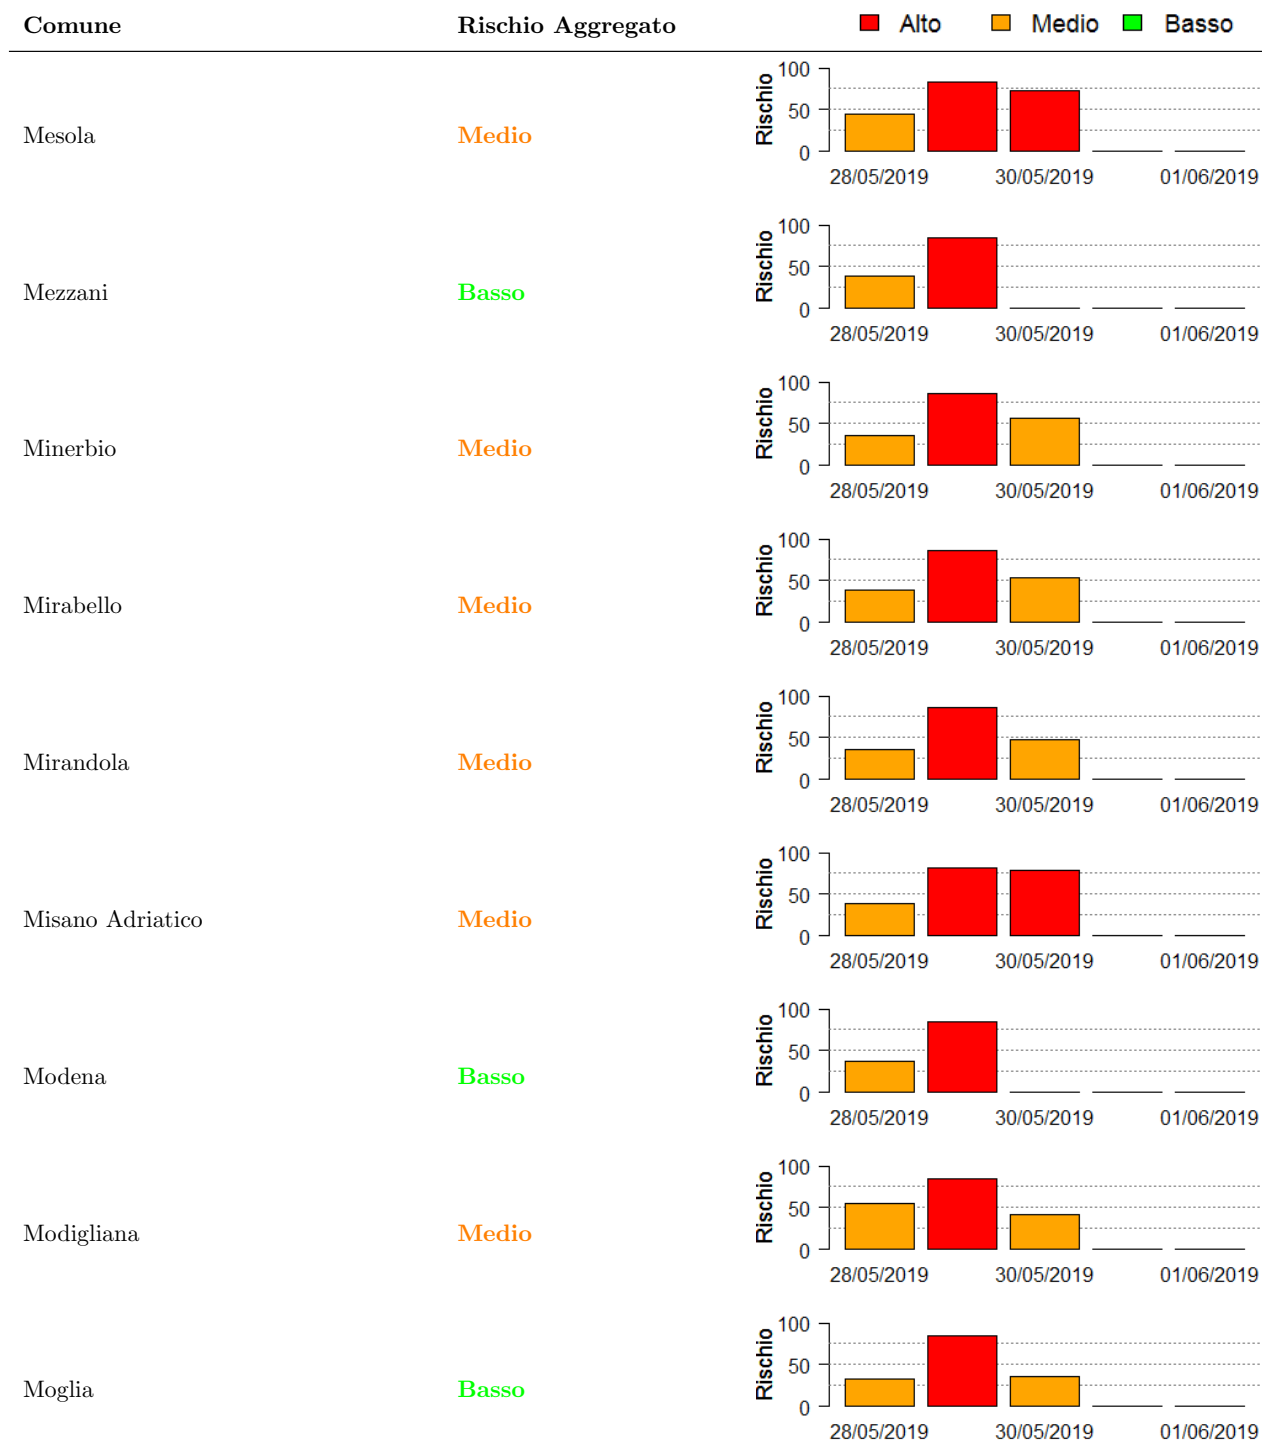 Comune Rischio Aggregato Alto Medio Basso
100
50
0
Rischio
Mesola Medio
28/05/2019 30/05/2019 01/06/2019
100
50
0
Rischio
Mezzani Basso
28/05/2019 30/05/2019 01/06/2019
100
50
0
Rischio
Minerbio Medio
28/05/2019 30/05/2019 01/06/2019
100
50
0
Rischio
Mirabello Medio
28/05/2019 30/05/2019 01/06/2019
100
50
0
Rischio
Mirandola Medio
28/05/2019 30/05/2019 01/06/2019
100
50
0
Rischio
Misano Adriatico Medio
28/05/2019 30/05/2019 01/06/2019
100
50
0
Rischio
Modena Basso
28/05/2019 30/05/2019 01/06/2019
100
50
0
Rischio
Modigliana Medio
28/05/2019 30/05/2019 01/06/2019
100
50
0
Rischio
Moglia Basso
28/05/2019 30/05/2019 01/06/2019